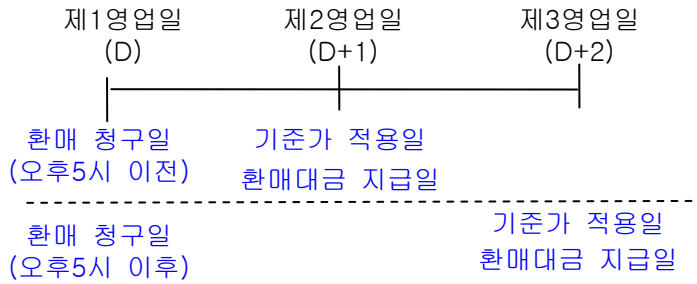 제1영업일 제2영업일 제3영업일
(D) (D+1) (D+2)
환매 청구일 기준가 적용일
(오후5시 이전) 환매대금 지급일
환매 청구일 기준가 적용일
(오후5시 이후) 환매대금 지급일